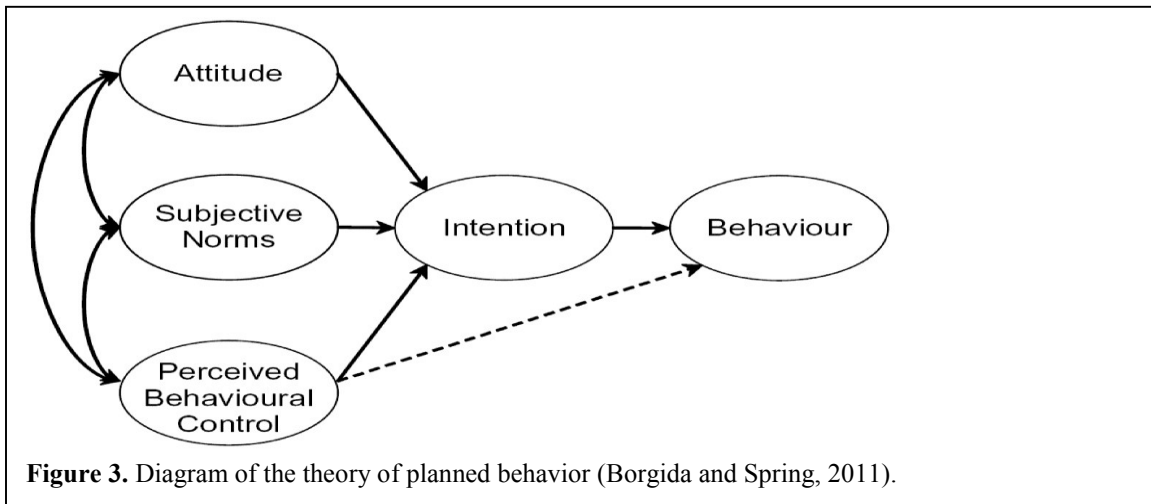 Attitude
Subjective
Norms
Intention
Behaviour
Perceived
Behavioural
Control
Figure 3. Diagram of the theory of planned behavior (Borgida and Spring, 2011).